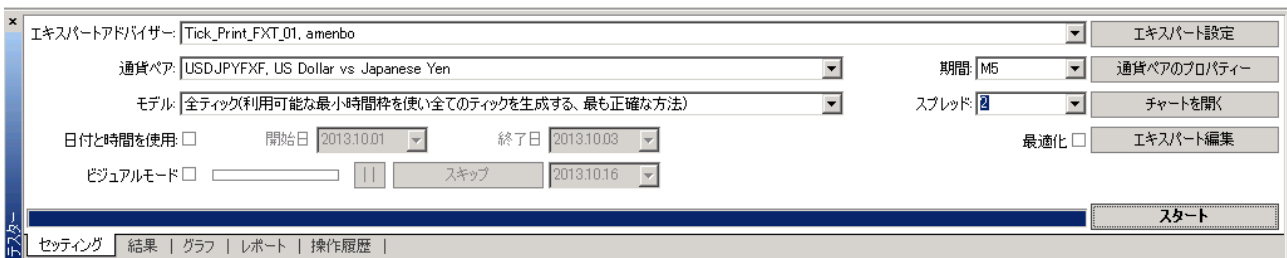 エキスパートアドバイザー: Tick_Print_FXT_01, amenbo エキスパート設定
通貨ペア: USDJPYFXF, US Dollar vs Japanese Yen 期間: M5 通貨ペアのプロパティー
モデル: 全ティック(利用可能な最小時間枠を使い全てのティックを生成する、最も正確な方法) スプレッド: 2 チャートを開く
日付と時間を使用: 開始日 2013.10.01 終了日 2013.10.03 最適化 エキスパート編集
ビジュアルモード スキップ 2013.10.16
スタート
テスター
セッティング 結果 | グラフ | レポート | 操作履歴 |